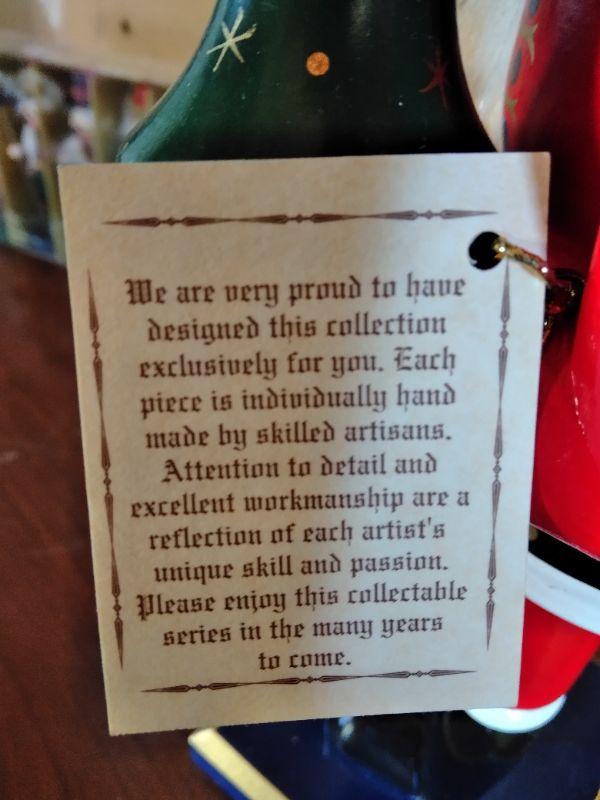 We are very proud to have
designed this collection
exclusively for you. Each
piece is individually hand
made by skilled artisans.
Attention to detail and
excellent workmanship are a
reflection of each artist's
unique skill and passion.
Please enjoy this collectable
series in the many years
to come.